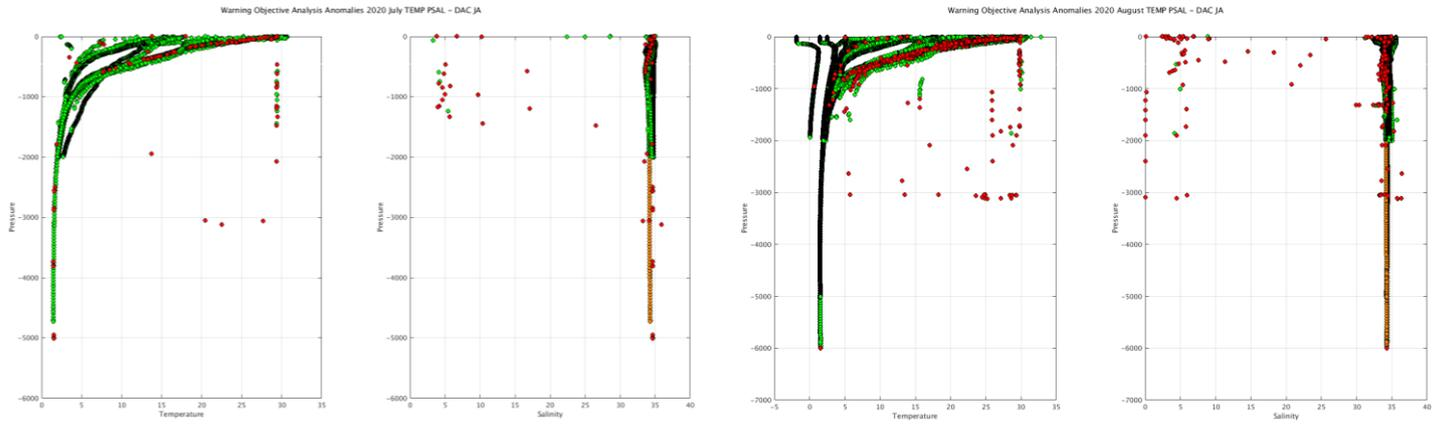 Warning Objective Analysis Anomalies 2020 July TEMP PSAL - DAC JA
Pressure
0
-1000
-2000
-3000
-4000
-5000
-6000
0 5 10 15 20 25 30 35
Temperature
Pressure
0
-1000
-2000
-3000
-4000
-5000
-6000
0 5 10 15 20 25 30 35 40
Salinity
Warning Objective Analysis Anomalies 2020 August TEMP PSAL - DAC JA
Pressure
0
-1000
-2000
-3000
-4000
-5000
-6000
-7000
-5 0 5 10 15 20 25 30 35
Temperature
Pressure
0
-1000
-2000
-3000
-4000
-5000
-6000
-7000
0 5 10 15 20 25 30 35 40
Salinity